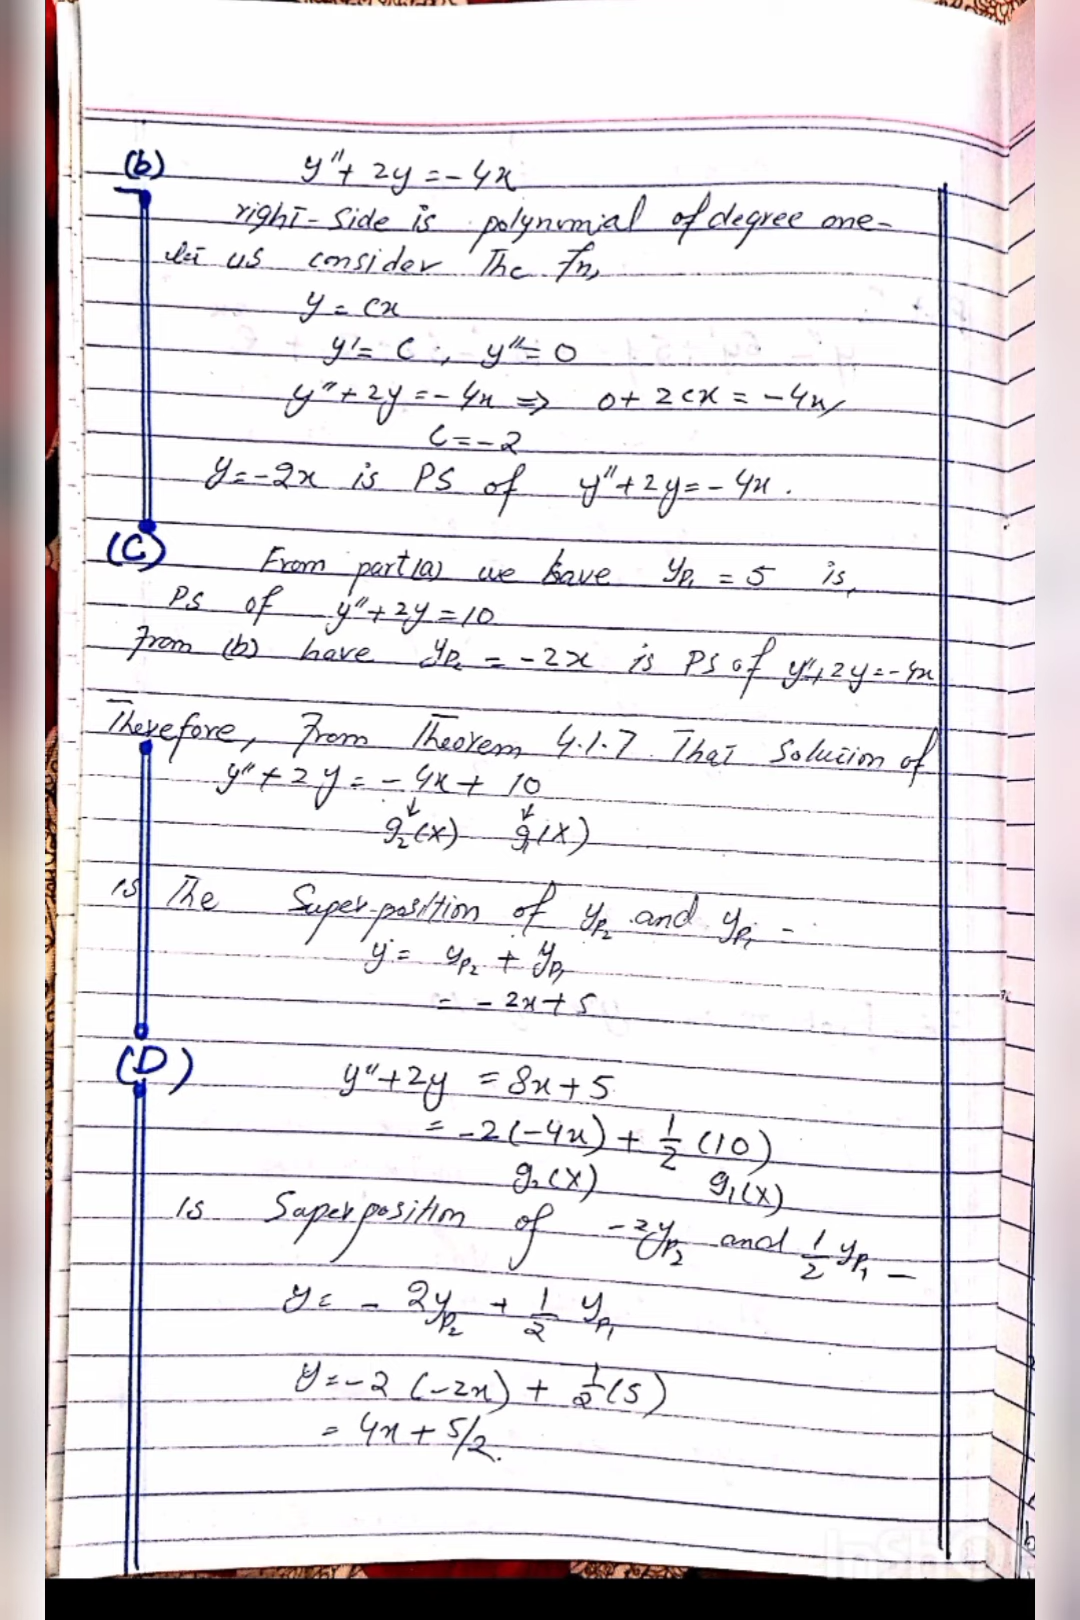 (b) y"+ 2y = - 4x
right-side is polynomial of degree one-
let us consider The fn,
y = cx
y'= C , y"= 0
y"+2y = - 4x => 0+ 2cx = -4x
C = -2
y=-2x is PS of y"+2y=-4x .
(C) From part(a) we have yP1 = 5 is,
PS of y"+2y=10
From (b) have yP2 = -2x is PS of y"+2y=-4x
Therefore, From Theorem 4.1.7 That Solution of
y"+2y = - 4x + 10
↓ ↓
g2(x) g1(x)
is The Super-position of yP2 and yP1 -
y = yP2 + yP1
= - 2x+5
(D) y"+2y = 8x+5
= -2(-4x) + 1/2 (10)
g2(x) g1(x)
is Superposition of -2yP2 and 1/2 yP1 -
y = - 2yP2 + 1/2 yP1
y=-2 (-2x) + 1/2(5)
= 4x+5/2.